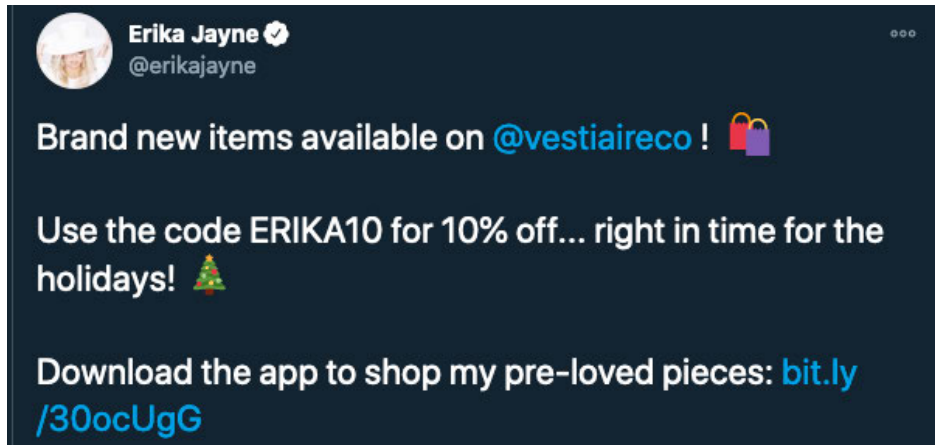 Erika Jayne
@erikajayne
Brand new items available on @vestiaireco ! 🛍️
Use the code ERIKA10 for 10% off... right in time for the
holidays! 🎄
Download the app to shop my pre-loved pieces: bit.ly
/30ocUgG